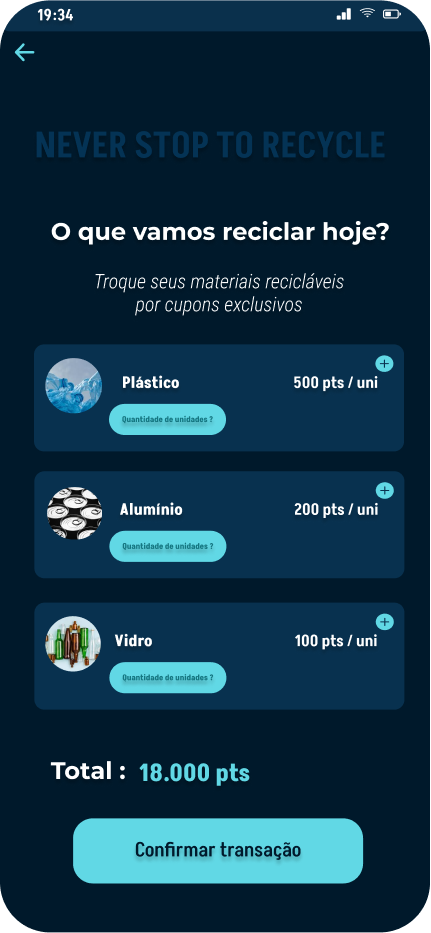 19:34
NEVER STOP TO RECYCLE
O que vamos reciclar hoje?
Troque seus materiais recicláveis
por cupons exclusivos
Plástico 500 pts / uni
Quantidade de unidades ?
Alumínio 200 pts / uni
Quantidade de unidades ?
Vidro 100 pts / uni
Quantidade de unidades ?
Total : 18.000 pts
Confirmar transação